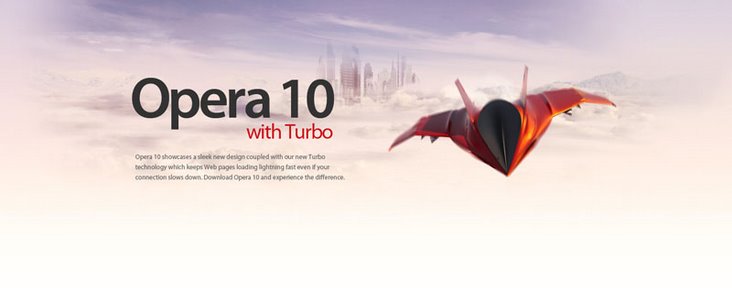 Opera 10
with Turbo
Opera 10 showcases a sleek new design coupled with our new Turbo
technology which keeps Web pages loading lightning fast even if your
connection slows down. Download Opera 10 and experience the difference.